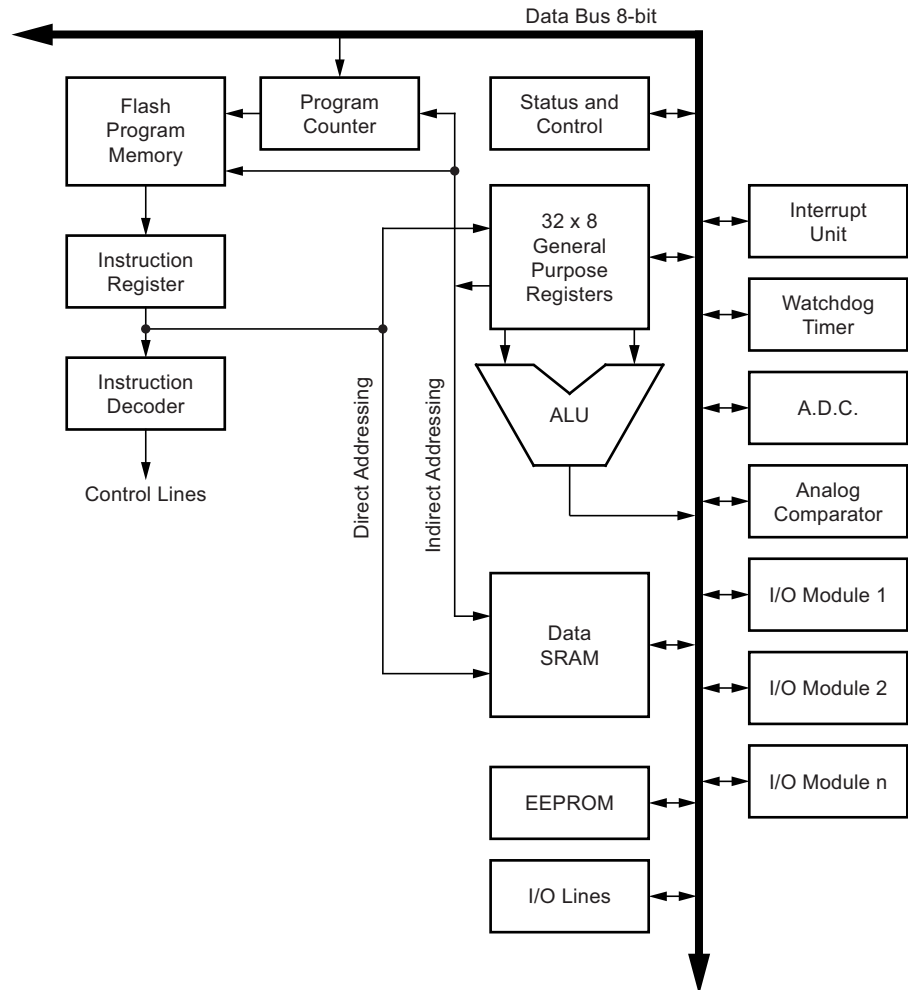 Data Bus 8-bit
Flash
Program
Memory
Program
Counter
Status and
Control
32 x 8
General
Purpose
Registers
Interrupt
Unit
Instruction
Register
Watchdog
Timer
Instruction
Decoder
ALU
A.D.C.
Control Lines
Direct Addressing
Indirect Addressing
Analog
Comparator
I/O Module 1
Data
SRAM
I/O Module 2
I/O Module n
EEPROM
I/O Lines